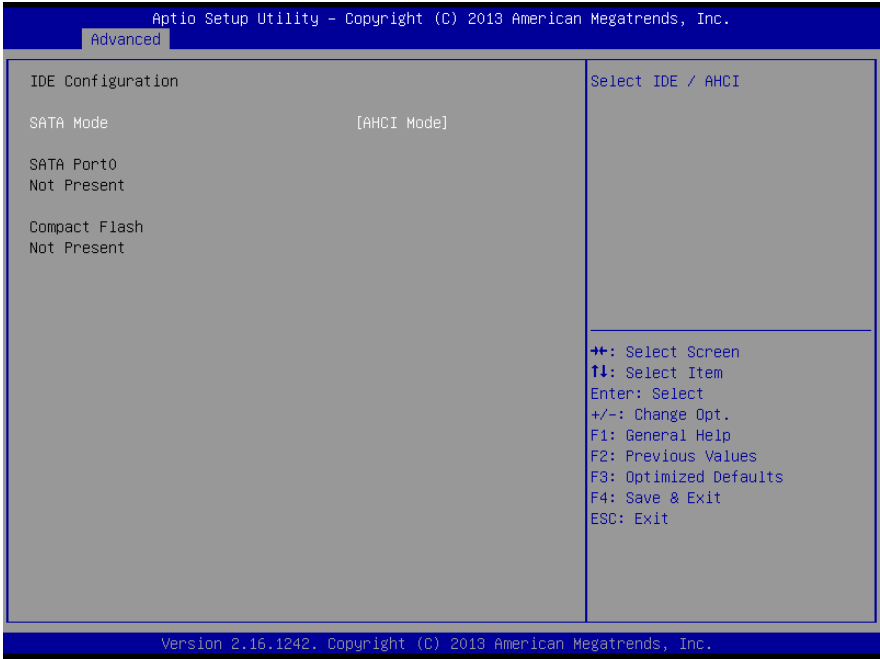 Aptio Setup Utility – Copyright (C) 2013 American Megatrends, Inc.
Advanced
IDE Configuration
SATA Mode [AHCI Mode]
SATA Port0
Not Present
Compact Flash
Not Present
Select IDE / AHCI
→←: Select Screen
↑↓: Select Item
Enter: Select
+/-: Change Opt.
F1: General Help
F2: Previous Values
F3: Optimized Defaults
F4: Save & Exit
ESC: Exit
Version 2.16.1242. Copyright (C) 2013 American Megatrends, Inc.